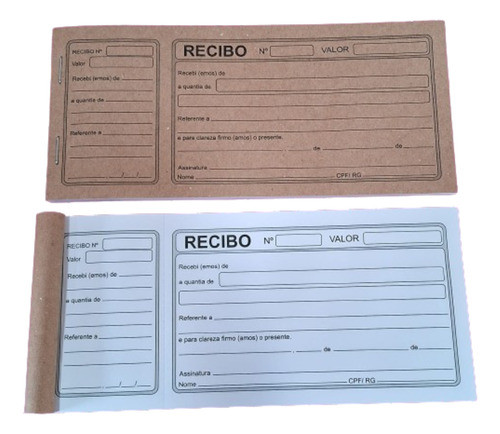 RECIBO Nº
Valor
Recebi (emos) de
a quantia de
Referente a
/ /
RECIBO Nº VALOR
Recebi (emos) de
a quantia de
Referente a
e para clareza firmo (amos) o presente.
, de de
Assinatura
Nome CPF/ RG
RECIBO Nº
Valor
Recebi (emos) de
a quantia de
Referente a
/ /
RECIBO Nº VALOR
Recebi (emos) de
a quantia de
Referente a
e para clareza firmo (amos) o presente.
, de de
Assinatura
Nome CPF/ RG